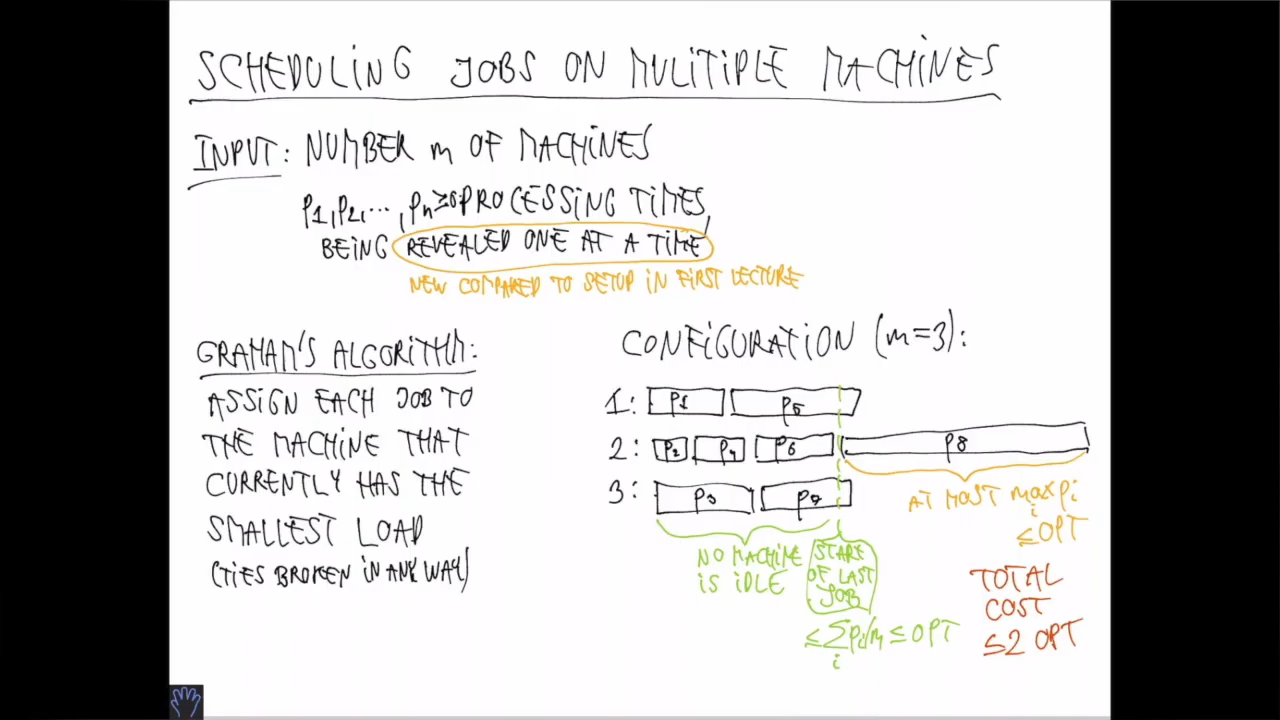 SCHEDULING JOBS ON MULITIPLE MACHINES
INPUT: NUMBER m OF MACHINES
p1, p2, ..., pn ≥0 PROCESSING TIMES,
BEING REVEALED ONE AT A TIME
NEW COMPARED TO SETUP IN FIRST LECTURE
GRAHAM'S ALGORITHM:
ASSIGN EACH JOB TO
THE MACHINE THAT
CURRENTLY HAS THE
SMALLEST LOAD
(TIES BROKEN IN ANY WAY)
CONFIGURATION (m=3):
1: p1 p5
2: p2 p4 p6 p8
3: p3 p7
AT MOST max pi
i
≤OPT
NO MACHINE
IS IDLE
START
OF LAST
JOB
≤ ∑ pi/m ≤ OPT
i
TOTAL
COST
≤2 OPT